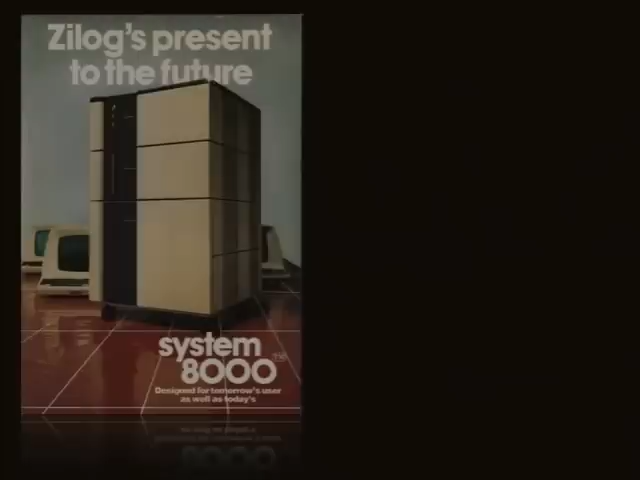 Zilog's present
to the future
system
8000
Designed for tomorrow's user
as well as today's